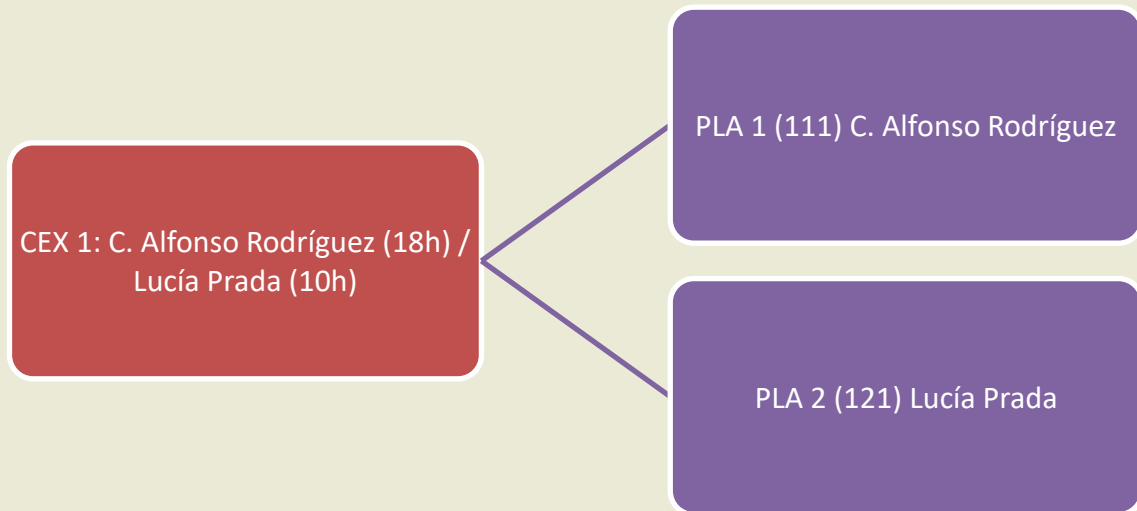 CEX 1: C. Alfonso Rodríguez (18h) /
Lucía Prada (10h)
PLA 1 (111) C. Alfonso Rodríguez
PLA 2 (121) Lucía Prada